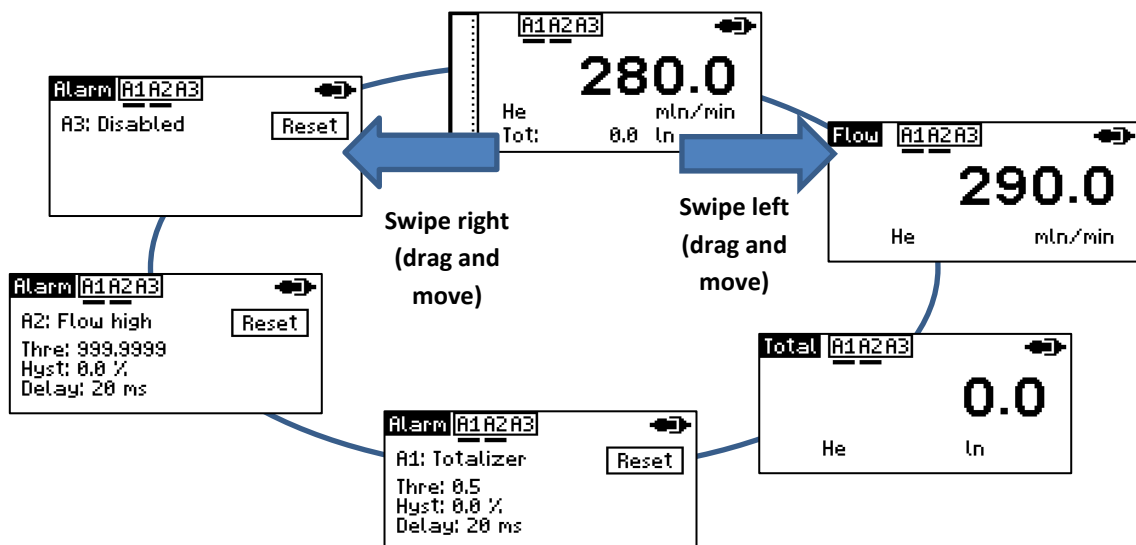 A1A2A3
280.0
He mln/min
Tot: 0.0 ln
Alarm A1A2A3
A3: Disabled Reset
Swipe right
(drag and
move)
Swipe left
(drag and
move)
Flow A1A2A3
290.0
He mln/min
Alarm A1A2A3
A2: Flow high Reset
Thre: 999.9999
Hyst: 0.0 %
Delay: 20 ms
Total A1A2A3
0.0
He ln
Alarm A1A2A3
A1: Totalizer Reset
Thre: 0.5
Hyst: 0.0 %
Delay: 20 ms